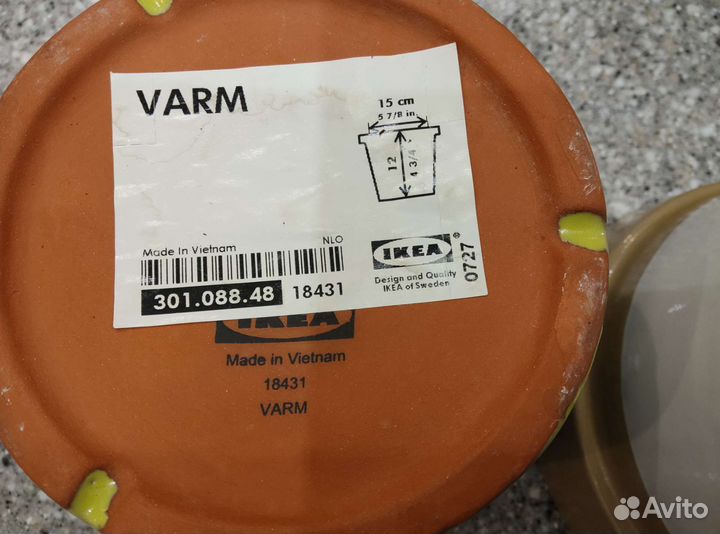 VARM
15 cm
5 7/8 in.
12
4 3/4
Made In Vietnam
NLO
301.088.48 18431
IKEA®
Design and Quality
IKEA of Sweden
0727
IKEA
Made in Vietnam
18431
VARM
Avito